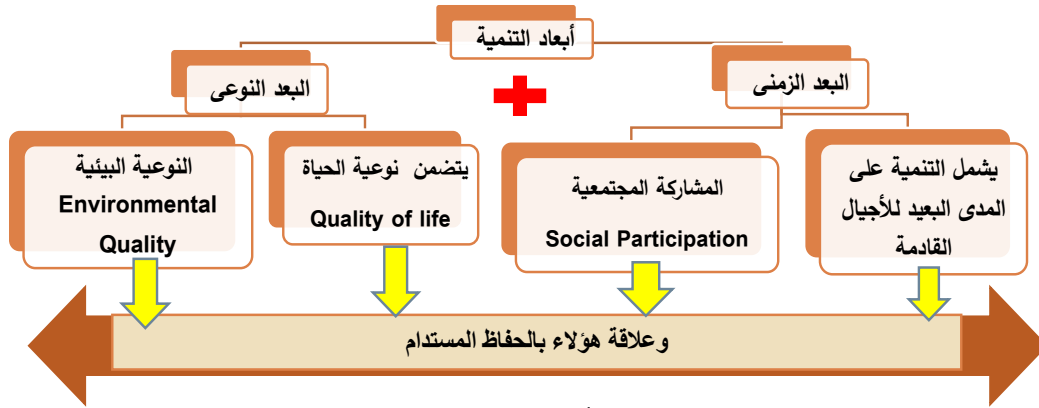 أبعاد التنمية
البعد الزمنى
البعد النوعى
يشمل التنمية على
المدى البعيد للأجيال
القادمة
المشاركة المجتمعية
Social Participation
يتضمن نوعية الحياة
Quality of life
النوعية البيئية
Environmental
Quality
وعلاقة هؤلاء بالحفاظ المستدام